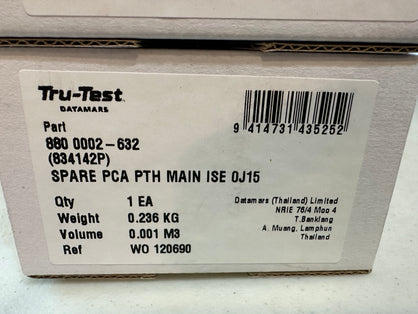 Tru-Test
DATAMARS
9 414731 435252
Part
880 0002-632
(834142P)
SPARE PCA PTH MAIN ISE 0J15
Qty 1 EA
Weight 0.236 KG
Volume 0.001 M3
Ref WO 120690
Datamars (Thailand) Limited
NRIE 76/4 Moo 4
T.Banklang
A. Muang, Lamphun
Thailand